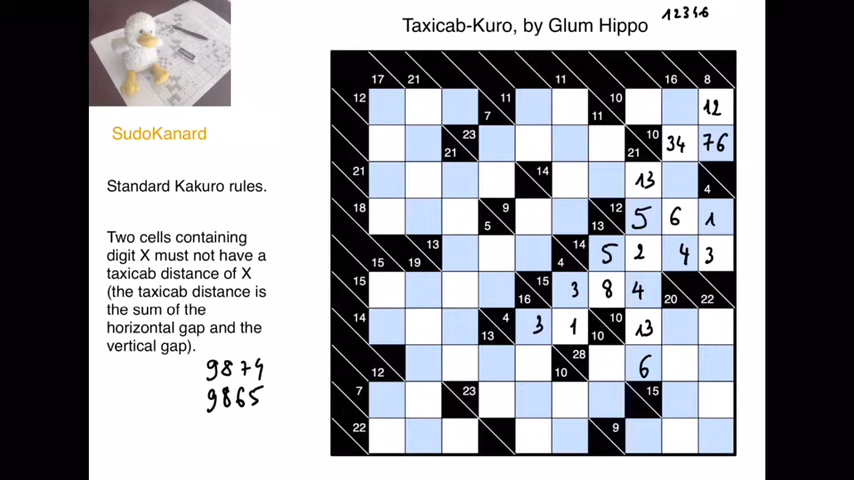 Taxicab-Kuro, by Glum Hippo
12346
SudoKanard
Standard Kakuro rules.
Two cells containing
digit X must not have a
taxicab distance of X
(the taxicab distance is
the sum of the
horizontal gap and the
vertical gap).
9874
9865
17 21 11 16 8
12 7 11 11 10 12
21 23 21 10 34 76
21 14 13 4
18 5 9 13 12 5 6 1
15 19 13 4 14 5 2 4 3
15 16 15 3 8 4 20 22
14 13 4 3 1 10 10 13
12 10 28 6
7 23 15
22 9